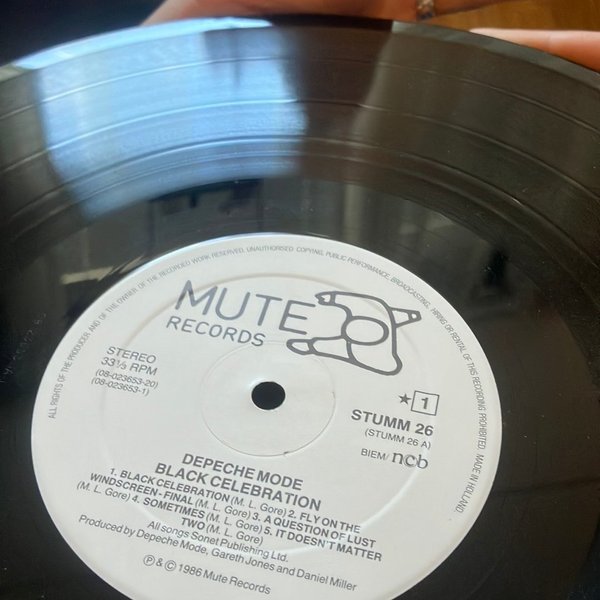 ALL RIGHTS OF THE PRODUCER AND OF THE OWNER OF THE RECORDED WORK RESERVED. UNAUTHORISED COPYING, PUBLIC PERFORMANCE, BROADCASTING, HIRING OR RENTAL OF THIS RECORDING PROHIBITED. MADE IN HOLLAND.
MUTE
RECORDS
STEREO
33⅓ RPM
(08-023653-20)
(08-023653-1)
★ 1
STUMM 26
(STUMM 26 A)
BIEM/ ncb
DEPECHE MODE
BLACK CELEBRATION
1. BLACK CELEBRATION (M. L. Gore) 2. FLY ON THE
WINDSCREEN - FINAL (M. L. Gore) 3. A QUESTION OF LUST
(M. L. Gore) 4. SOMETIMES (M. L. Gore) 5. IT DOESN'T MATTER
TWO (M. L. Gore)
All songs Sonet Publishing Ltd.
Produced by Depeche Mode, Gareth Jones and Daniel Miller
℗ & © 1986 Mute Records